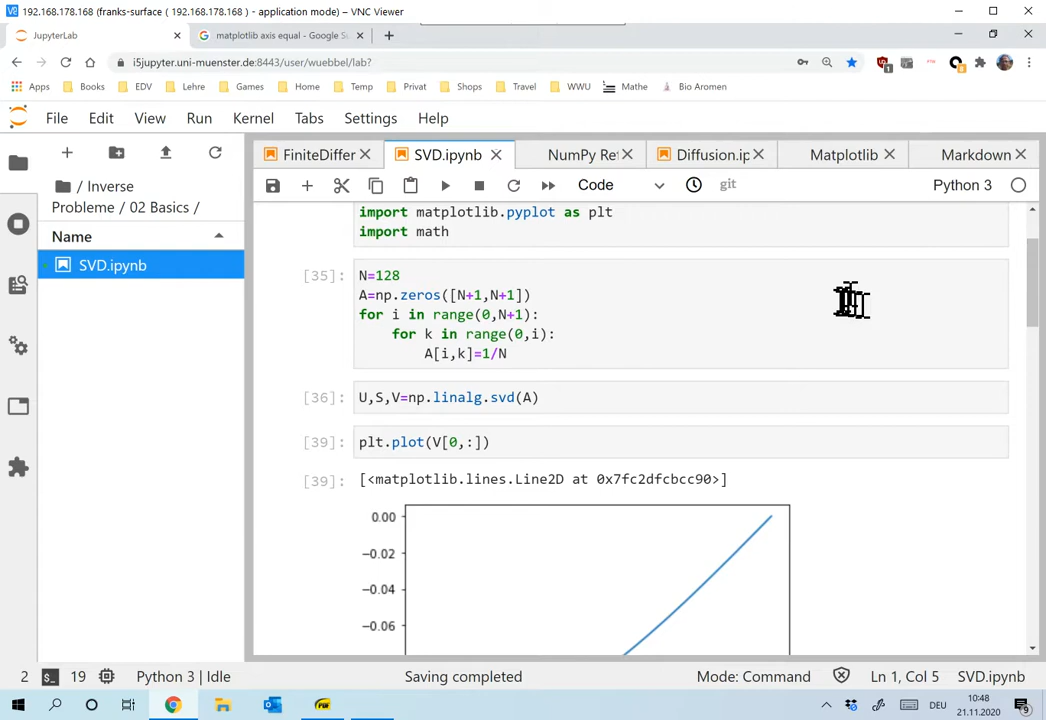 192.168.178.168 (franks-surface ( 192.168.178.168 ) - application mode) – VNC Viewer
JupyterLab
matplotlib axis equal - Google Su
i5jupyter.uni-muenster.de:8443/user/wuebbel/lab?
Apps Books EDV Lehre Games Home Temp Privat Shops Travel WWU Mathe Bio Aromen
File Edit View Run Kernel Tabs Settings Help
FiniteDiffer SVD.ipynb NumPy Ret Diffusion.ip Matplotlib Markdown
Code git Python 3
/ Inverse
Probleme / 02 Basics /
Name
SVD.ipynb
import matplotlib.pyplot as plt
import math
[35]: N=128
A=np.zeros([N+1,N+1])
for i in range(0,N+1):
for k in range(0,i):
A[i,k]=1/N
[36]: U,S,V=np.linalg.svd(A)
[39]: plt.plot(V[0,:])
[39]: [<matplotlib.lines.Line2D at 0x7fc2dfcbcc90>]
0.00
−0.02
−0.04
−0.06
2 19 Python 3 | Idle Saving completed Mode: Command Ln 1, Col 5 SVD.ipynb
DEU
10:48
21.11.2020
9